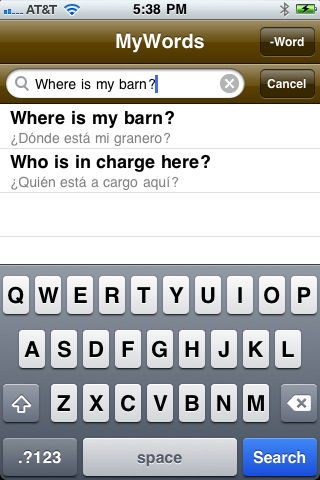 AT&T 5:38 PM
MyWords -Word
Where is my barn? Cancel
Where is my barn?
¿Dónde está mi granero?
Who is in charge here?
¿Quién está a cargo aquí?
Q W E R T Y U I O P
A S D F G H J K L
Z X C V B N M
.?123 space Search